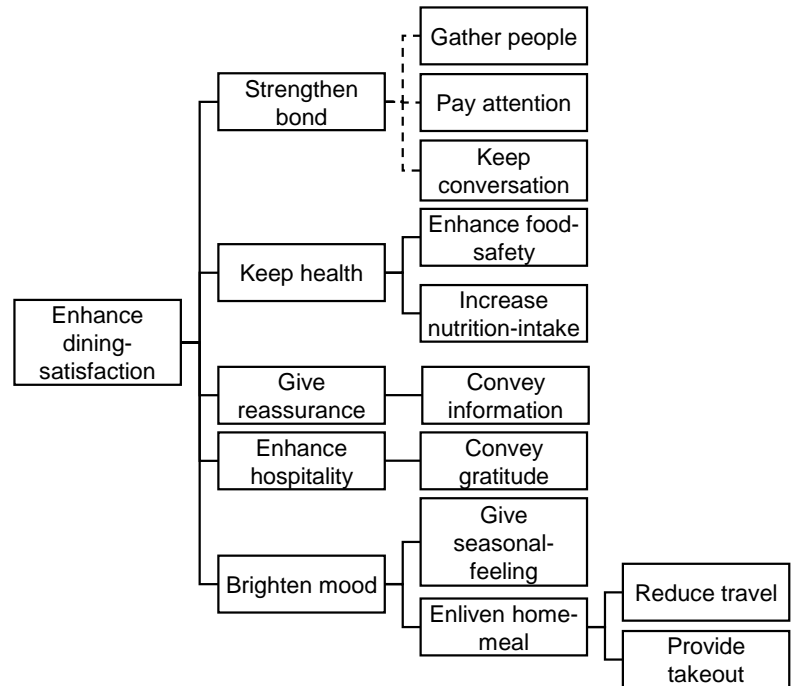 Gather people
Strengthen
bond
Pay attention
Keep
conversation
Enhance food-
safety
Keep health
Increase
nutrition-intake
Enhance
dining-
satisfaction
Give
reassurance
Convey
information
Enhance
hospitality
Convey
gratitude
Give
seasonal-
feeling
Brighten mood
Enliven home-
meal
Reduce travel
Provide
takeout